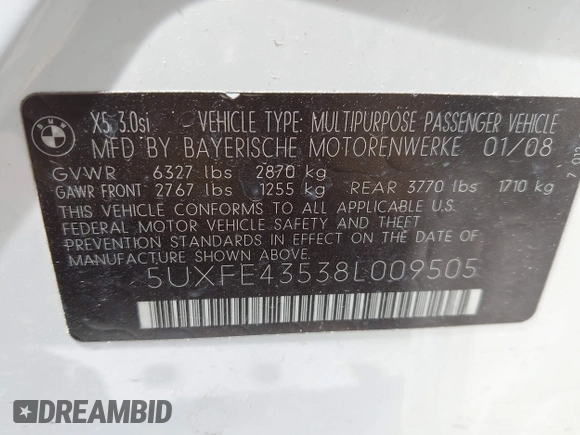 BMW
X5 3.0si VEHICLE TYPE: MULTIPURPOSE PASSENGER VEHICLE
MFD BY BAYERISCHE MOTORENWERKE 01/08
GVWR 6327 lbs 2870 kg
GAWR FRONT 2767 lbs 1255 kg REAR 3770 lbs 1710 kg
THIS VEHICLE CONFORMS TO ALL APPLICABLE
FEDERAL MOTOR VEHICLE SAFETY AND THEFT
PREVENTION STANDARDS IN EFFECT ON THE DATE
OF MANUFACTURE SHOWN ABOVE.
5UXFE43538L009505
DREAMBID